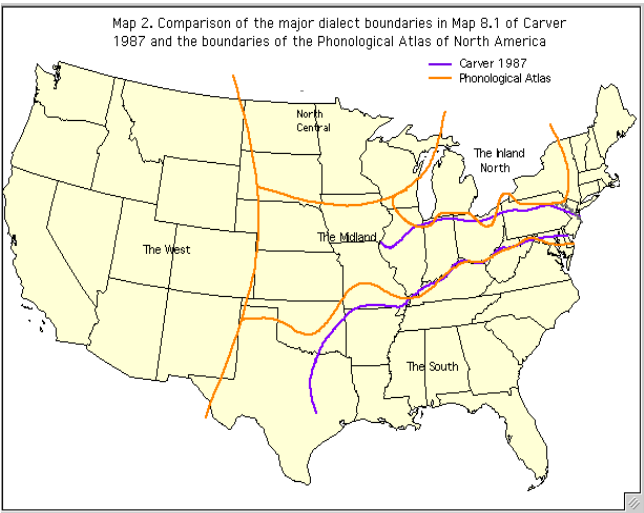 Map 2. Comparison of the major dialect boundaries in Map 8.1 of Carver
1987 and the boundaries of the Phonological Atlas of North America
Carver 1987
Phonological Atlas
North
Central
The Inland
North
The Midland
The West
The South